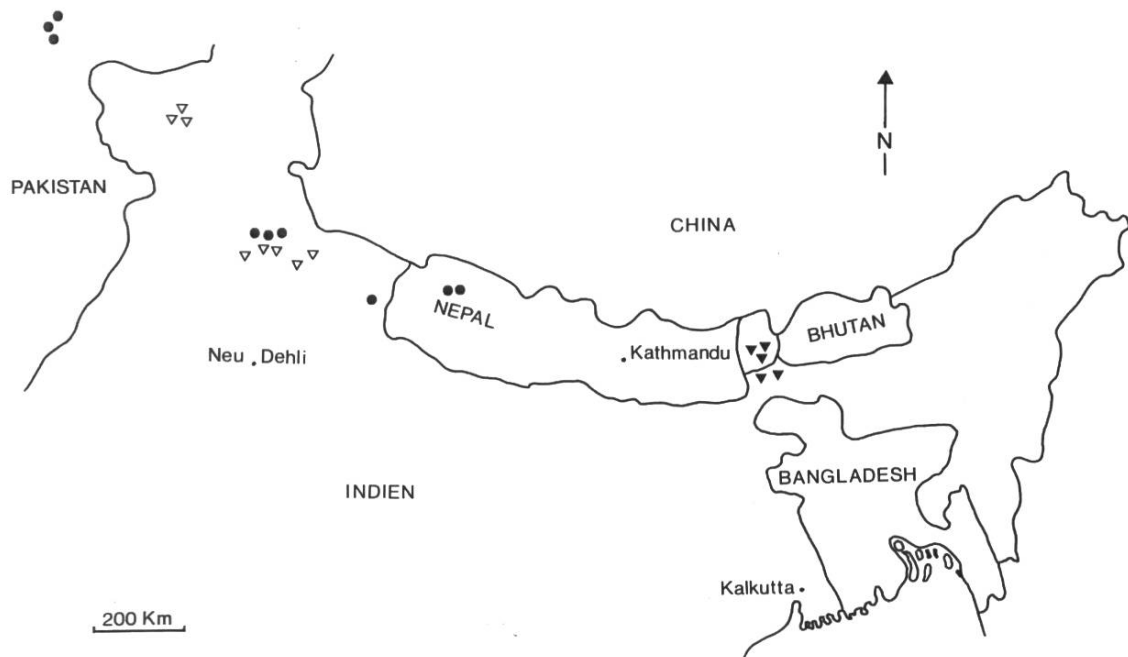 N
PAKISTAN
CHINA
NEPAL
BHUTAN
Neu Dehli
Kathmandu
BANGLADESH
INDIEN
Kalkutta
200 Km